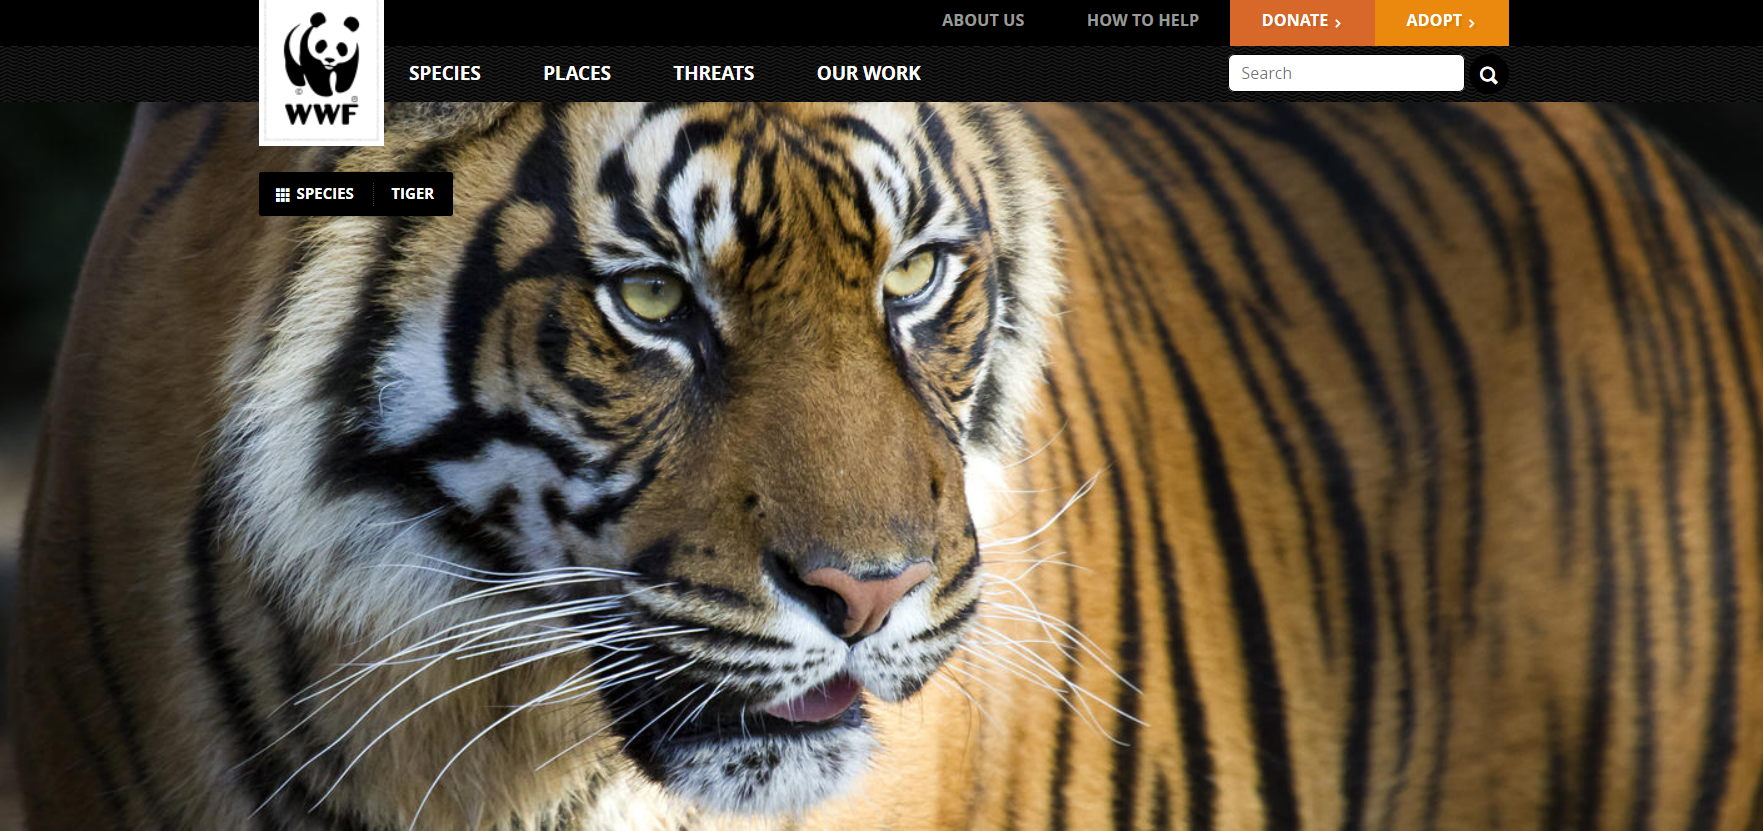 ABOUT US
HOW TO HELP
DONATE
ADOPT
© ®
WWF
SPECIES
PLACES
THREATS
OUR WORK
Search
SPECIES
TIGER